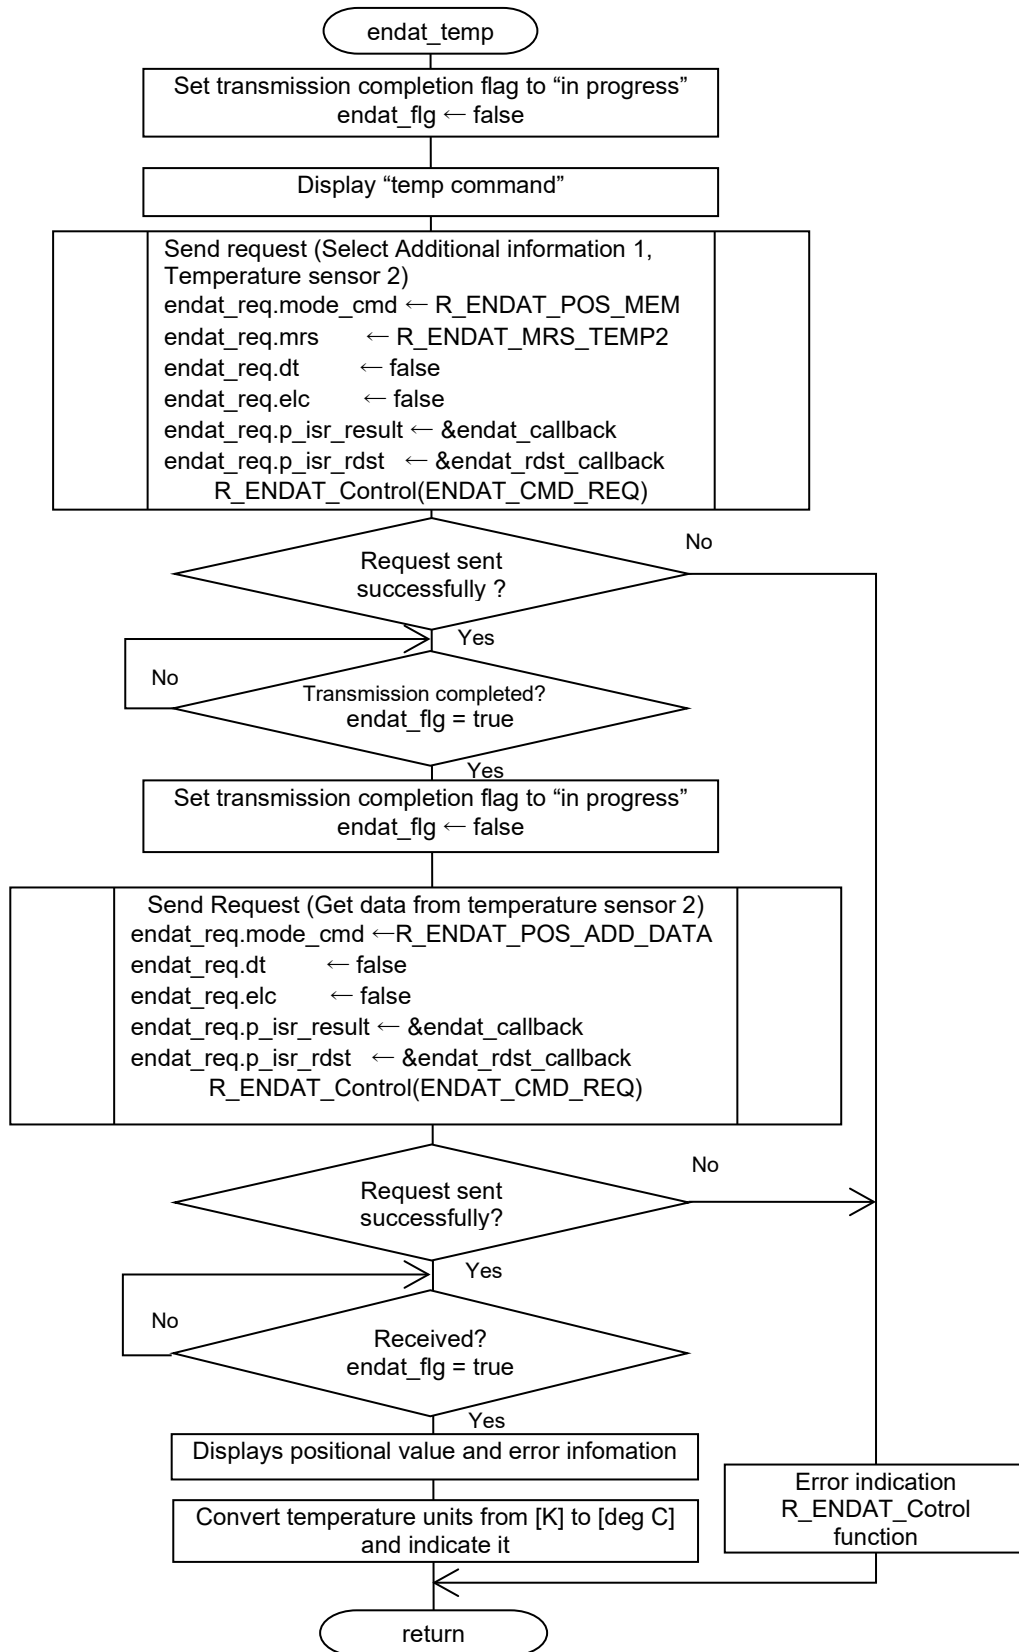 endat_temp
Set transmission completion flag to “in progress”
endat_flg ← false
Display “temp command”
Send request (Select Additional information 1,
Temperature sensor 2)
endat_req.mode_cmd ← R_ENDAT_POS_MEM
endat_req.mrs ← R_ENDAT_MRS_TEMP2
endat_req.dt ← false
endat_req.elc ← false
endat_req.p_isr_result ← &endat_callback
endat_req.p_isr_rdst ← &endat_rdst_callback
R_ENDAT_Control(ENDAT_CMD_REQ)
No
Request sent
successfully ?
Yes
No
Transmission completed?
endat_flg = true
Yes
Set transmission completion flag to “in progress”
endat_flg ← false
Send Request (Get data from temperature sensor 2)
endat_req.mode_cmd ←R_ENDAT_POS_ADD_DATA
endat_req.dt ← false
endat_req.elc ← false
endat_req.p_isr_result ← &endat_callback
endat_req.p_isr_rdst ← &endat_rdst_callback
R_ENDAT_Control(ENDAT_CMD_REQ)
No
Request sent
successfully?
Yes
No
Received?
endat_flg = true
Yes
Displays positional value and error infomation
Convert temperature units from [K] to [deg C]
and indicate it
Error indication
R_ENDAT_Cotrol
function
return